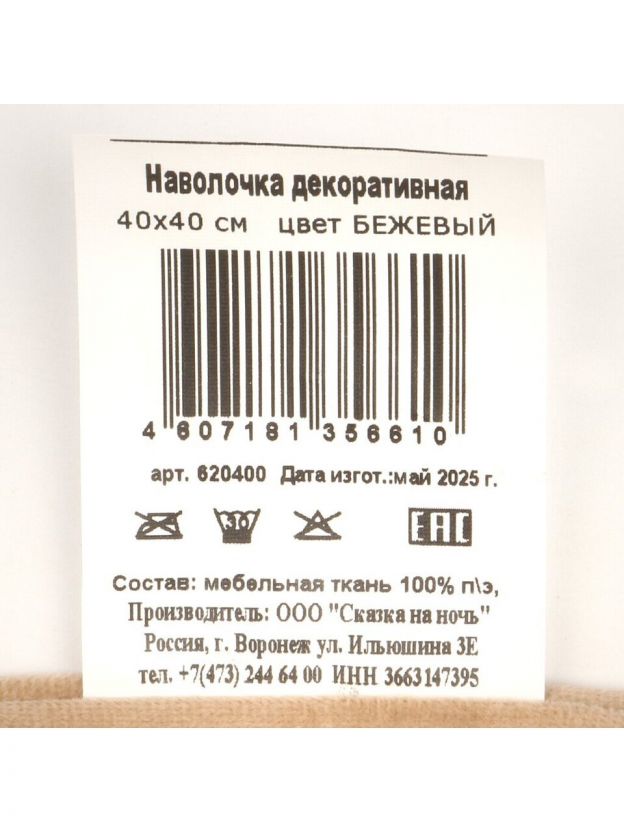 Наволочка декоративная
40х40 см цвет БЕЖЕВЫЙ
4 607181 356610
арт. 620400 Дата изгот.:май 2025 г.
30 EAC
Состав: мебельная ткань 100% п\э,
Производитель: ООО "Сказка на ночь"
Россия, г. Воронеж ул. Ильюшина 3Е
тел. +7(473) 244 64 00 ИНН 3663147395